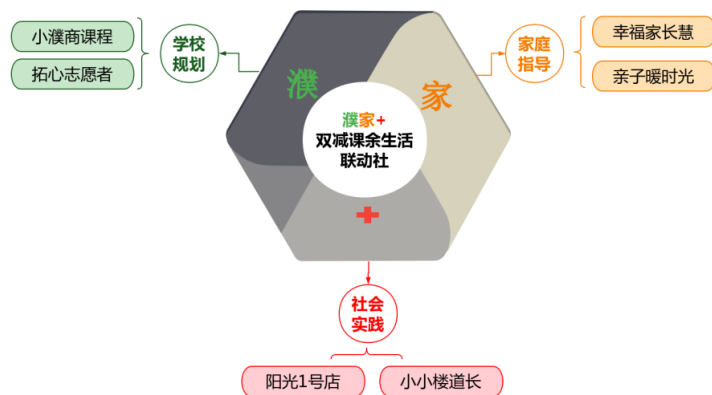 小濮商课程
拓心志愿者
学校
规划
濮
家
家庭
指导
幸福家长慧
亲子暖时光
濮家+
双减课余生活
联动社
+
社会
实践
阳光1号店
小小楼道长